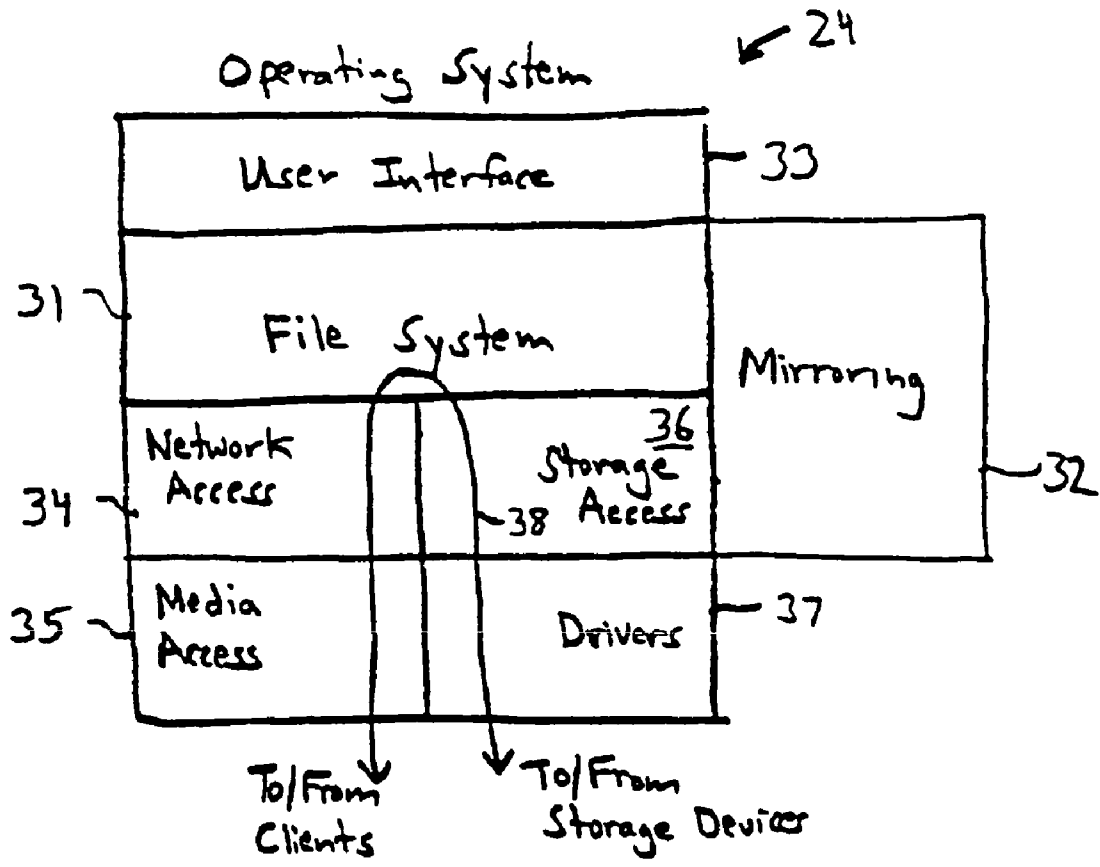 24
Operating System
User Interface
33
31
File System
Mirroring
Network
Access
36
Storage
Access
34
38
32
Media
Access
35
Drivers
37
To/From
Clients
To/From
Storage Devices